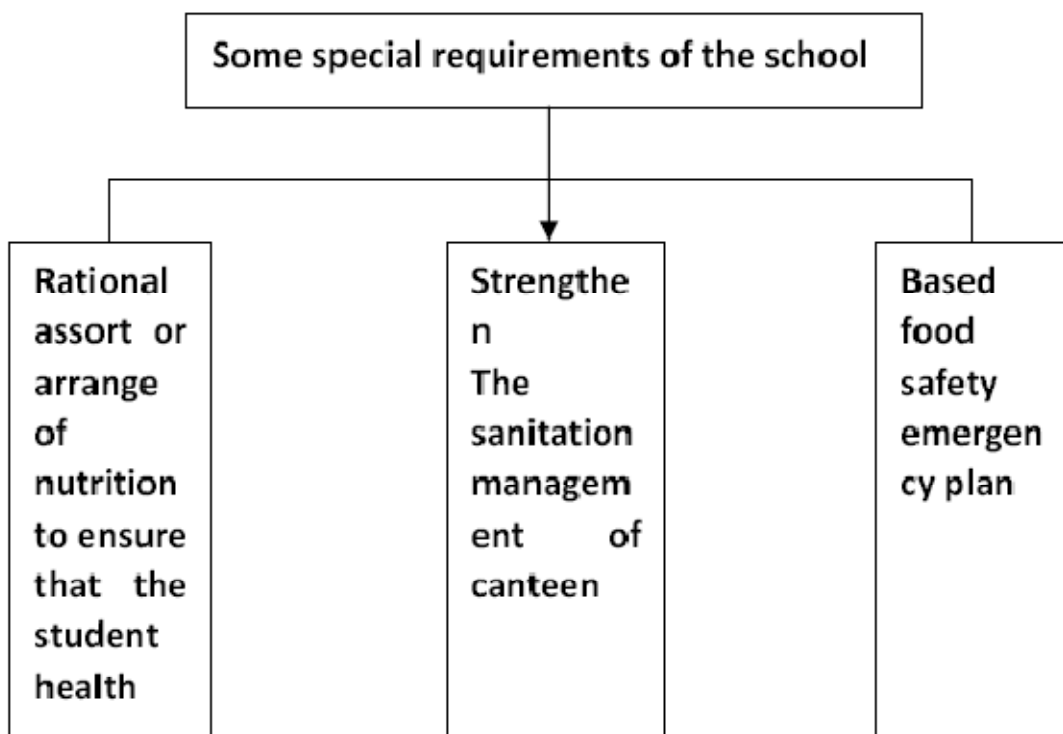 Some special requirements of the school
Rational
assort or
arrange
of
nutrition
to ensure
that the
student
health
Strengthe
n
The
sanitation
managem
ent of
canteen
Based
food
safety
emergen
cy plan